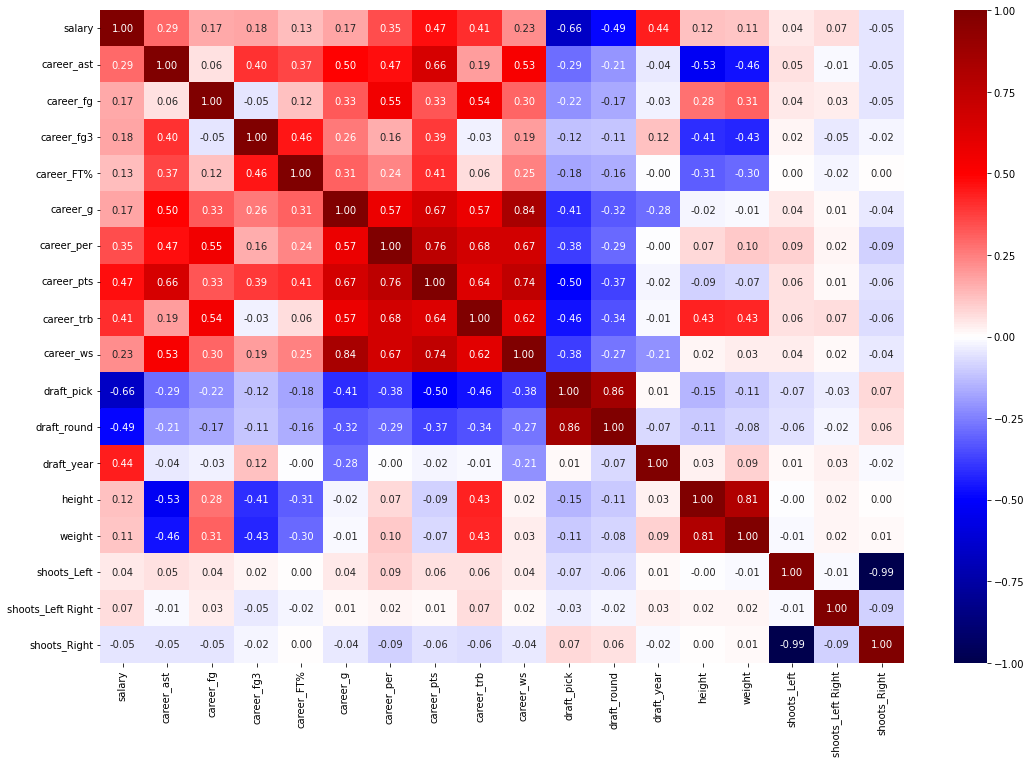 salary 1.00 0.29 0.17 0.18 0.13 0.17 0.35 0.47 0.41 0.23 -0.66 -0.49 0.44 0.12 0.11 0.04 0.07 -0.05
career_ast 0.29 1.00 0.06 0.40 0.37 0.50 0.47 0.66 0.19 0.53 -0.29 -0.21 -0.04 -0.53 -0.46 0.05 -0.01 -0.05
career_fg 0.17 0.06 1.00 -0.05 0.12 0.33 0.55 0.33 0.54 0.30 -0.22 -0.17 -0.03 0.28 0.31 0.04 0.03 -0.05
career_fg3 0.18 0.40 -0.05 1.00 0.46 0.26 0.16 0.39 -0.03 0.19 -0.12 -0.11 0.12 -0.41 -0.43 0.02 -0.05 -0.02
career_FT% 0.13 0.37 0.12 0.46 1.00 0.31 0.24 0.41 0.06 0.25 -0.18 -0.16 -0.00 -0.31 -0.30 0.00 -0.02 0.00
career_g 0.17 0.50 0.33 0.26 0.31 1.00 0.57 0.67 0.57 0.84 -0.41 -0.32 -0.28 -0.02 -0.01 0.04 0.01 -0.04
career_per 0.35 0.47 0.55 0.16 0.24 0.57 1.00 0.76 0.68 0.67 -0.38 -0.29 -0.00 0.07 0.10 0.09 0.02 -0.09
career_pts 0.47 0.66 0.33 0.39 0.41 0.67 0.76 1.00 0.64 0.74 -0.50 -0.37 -0.02 -0.09 -0.07 0.06 0.01 -0.06
career_trb 0.41 0.19 0.54 -0.03 0.06 0.57 0.68 0.64 1.00 0.62 -0.46 -0.34 -0.01 0.43 0.43 0.06 0.07 -0.06
career_ws 0.23 0.53 0.30 0.19 0.25 0.84 0.67 0.74 0.62 1.00 -0.38 -0.27 -0.21 0.02 0.03 0.04 0.02 -0.04
draft_pick -0.66 -0.29 -0.22 -0.12 -0.18 -0.41 -0.38 -0.50 -0.46 -0.38 1.00 0.86 0.01 -0.15 -0.11 -0.07 -0.03 0.07
draft_round -0.49 -0.21 -0.17 -0.11 -0.16 -0.32 -0.29 -0.37 -0.34 -0.27 0.86 1.00 -0.07 -0.11 -0.08 -0.06 -0.02 0.06
draft_year 0.44 -0.04 -0.03 0.12 -0.00 -0.28 -0.00 -0.02 -0.01 -0.21 0.01 -0.07 1.00 0.03 0.09 0.01 0.03 -0.02
height 0.12 -0.53 0.28 -0.41 -0.31 -0.02 0.07 -0.09 0.43 0.02 -0.15 -0.11 0.03 1.00 0.81 -0.00 0.02 0.00
weight 0.11 -0.46 0.31 -0.43 -0.30 -0.01 0.10 -0.07 0.43 0.03 -0.11 -0.08 0.09 0.81 1.00 -0.01 0.02 0.01
shoots_Left 0.04 0.05 0.04 0.02 0.00 0.04 0.09 0.06 0.06 0.04 -0.07 -0.06 0.01 -0.00 -0.01 1.00 -0.01 -0.99
shoots_Left Right 0.07 -0.01 0.03 -0.05 -0.02 0.01 0.02 0.01 0.07 0.02 -0.03 -0.02 0.03 0.02 0.02 -0.01 1.00 -0.09
shoots_Right -0.05 -0.05 -0.05 -0.02 0.00 -0.04 -0.09 -0.06 -0.06 -0.04 0.07 0.06 -0.02 0.00 0.01 -0.99 -0.09 1.00
salary
career_ast
career_fg
career_fg3
career_FT%
career_g
career_per
career_pts
career_trb
career_ws
draft_pick
draft_round
draft_year
height
weight
shoots_Left
shoots_Left Right
shoots_Right
1.00
0.75
0.50
0.25
0.00
-0.25
-0.50
-0.75
-1.00